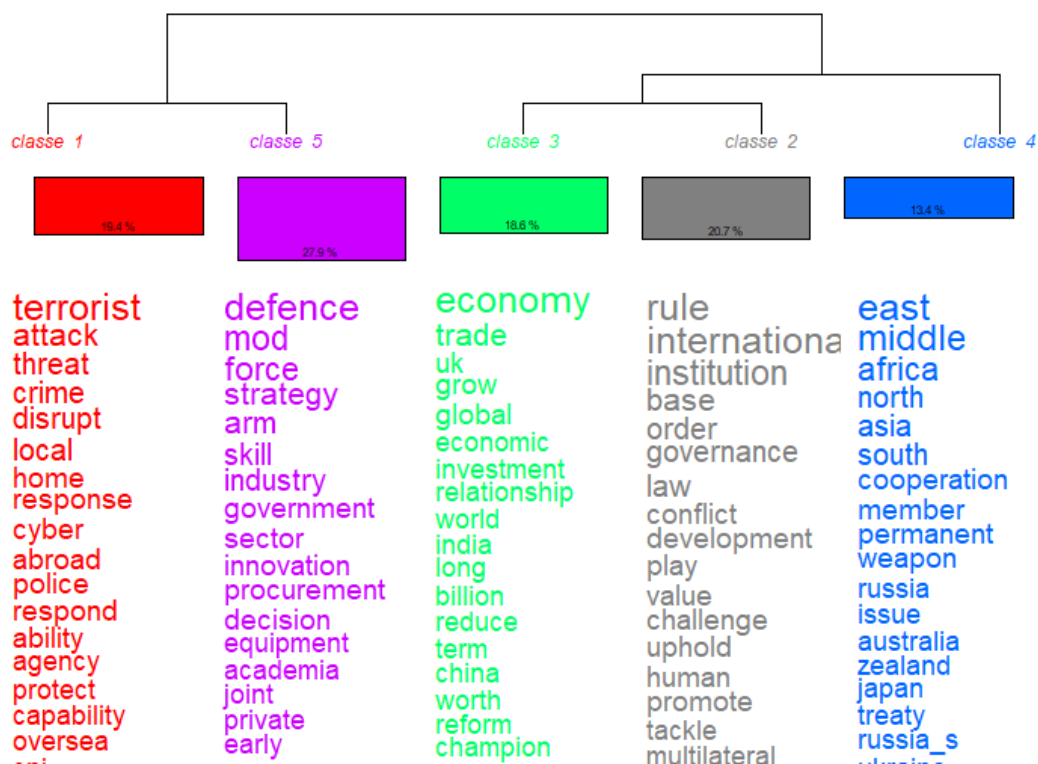 classe 1
classe 5
classe 3
classe 2
classe 4
19.4 %
27.9 %
18.6 %
20.7 %
13.4 %
terrorist
attack
threat
crime
disrupt
local
home
response
cyber
abroad
police
respond
ability
agency
protect
capability
oversea
defence
mod
force
strategy
arm
skill
industry
government
sector
innovation
procurement
decision
equipment
academia
joint
private
early
economy
trade
uk
grow
global
economic
investment
relationship
world
india
long
billion
reduce
term
china
worth
reform
champion
rule
internationa
institution
base
order
governance
law
conflict
development
play
value
challenge
uphold
human
promote
tackle
multilateral
east
middle
africa
north
asia
south
cooperation
member
permanent
weapon
russia
issue
australia
zealand
japan
treaty
russia_s
ukraine